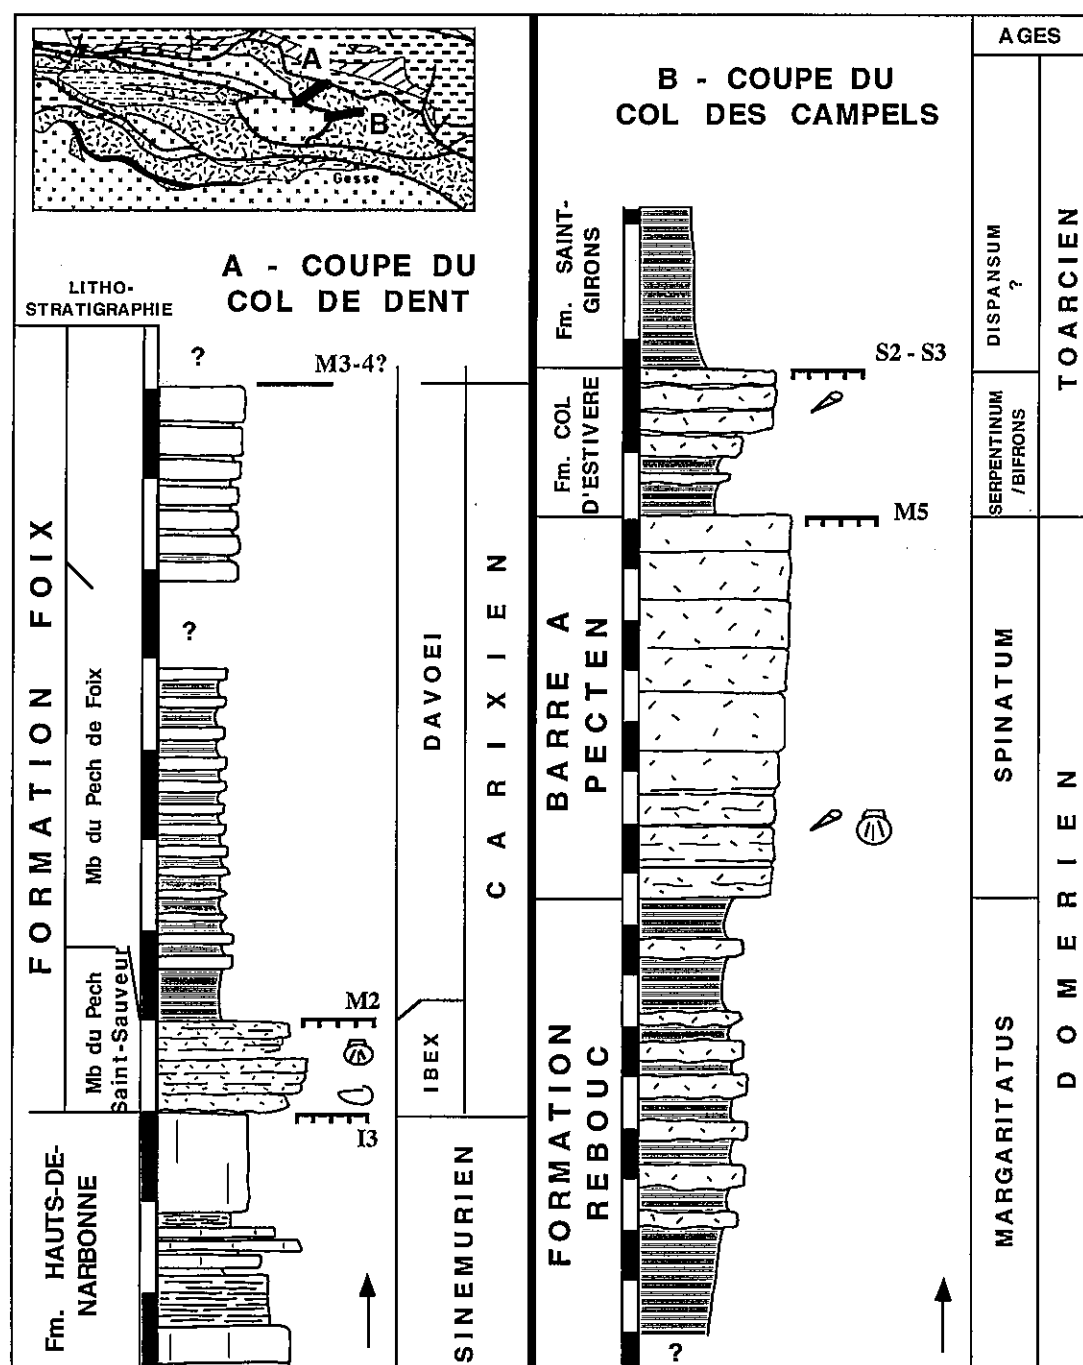 A
B
Gesse
A - COUPE DU
COL DE DENT
LITHO-
STRATIGRAPHIE
?
M3-4?
FORMATION FOIX
Mb du Pech de Foix
?
DAVOEI
CARIXIEN
Mb du Pech
Saint-Sauveur
M2
IBEX
I3
Fm. HAUTS-DE-
NARBONNE
SINEMURIEN
B - COUPE DU
COL DES CAMPELS
AGES
Fm. SAINT-
GIRONS
DISPANSUM
?
TOARCIEN
S2 - S3
Fm. COL
D'ESTIVERE
SERPENTINUM
/BIFRONS
M5
BARRE A
PECTEN
SPINATUM
DOMERIEN
FORMATION
REBOUC
MARGARITATUS
?